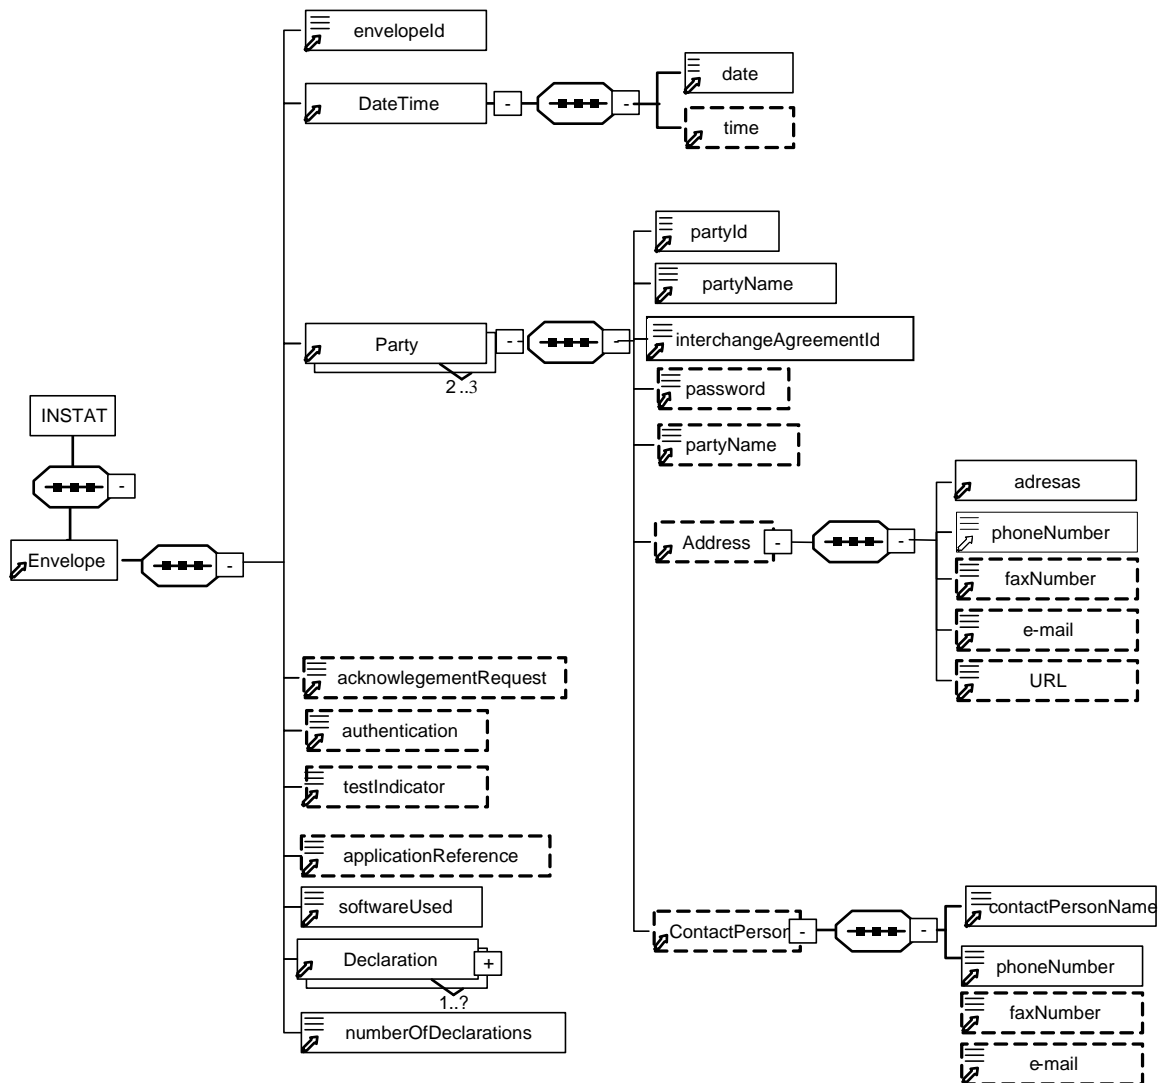 envelopeId
DateTime
-
-
date
time
Party
-
-
2..3
partyId
partyName
interchangeAgreementId
password
partyName
INSTAT
-
Envelope
-
Address
-
-
adresas
phoneNumber
faxNumber
e-mail
URL
acknowlegementRequest
authentication
testIndicator
applicationReference
softwareUsed
Declaration
+
1..?
numberOfDeclarations
ContactPerson
-
-
contactPersonName
phoneNumber
faxNumber
e-mail